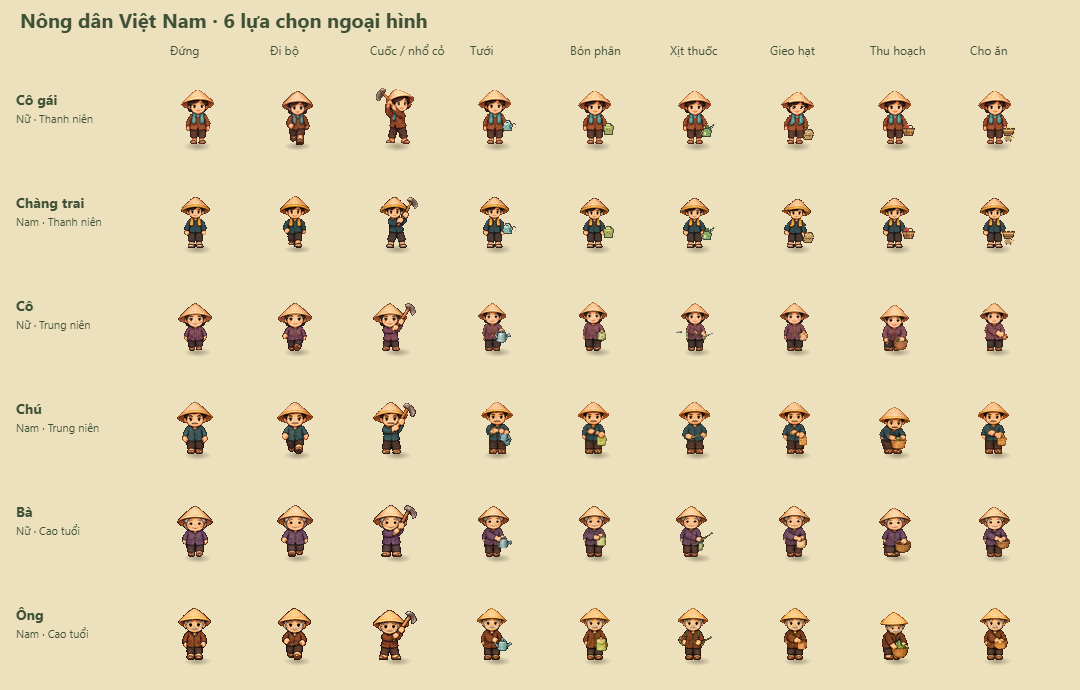 Nông dân Việt Nam · 6 lựa chọn ngoại hình
Đứng Đi bộ Cuốc / nhổ cỏ Tưới Bón phân Xịt thuốc Gieo hạt Thu hoạch Cho ăn
Cô gái
Nữ · Thanh niên
Chàng trai
Nam · Thanh niên
Cô
Nữ · Trung niên
Chú
Nam · Trung niên
Bà
Nữ · Cao tuổi
Ông
Nam · Cao tuổi